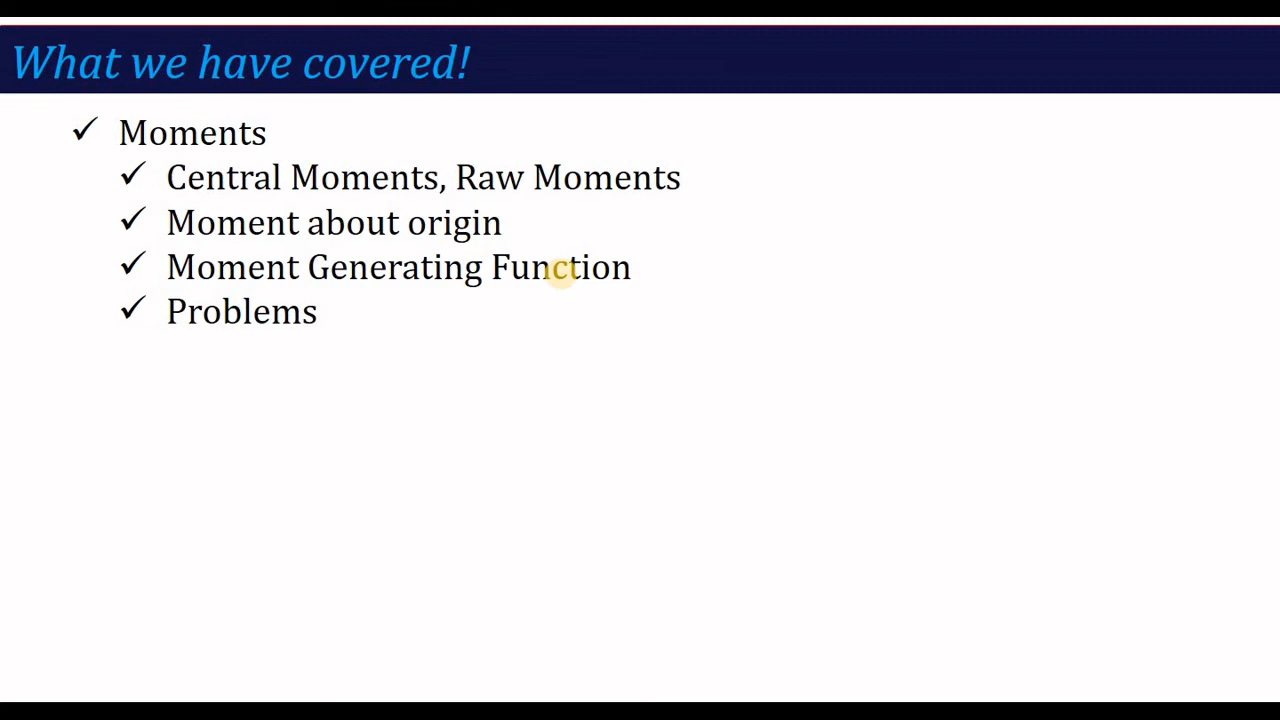 What we have covered!
✓ Moments
✓ Central Moments, Raw Moments
✓ Moment about origin
✓ Moment Generating Function
✓ Problems